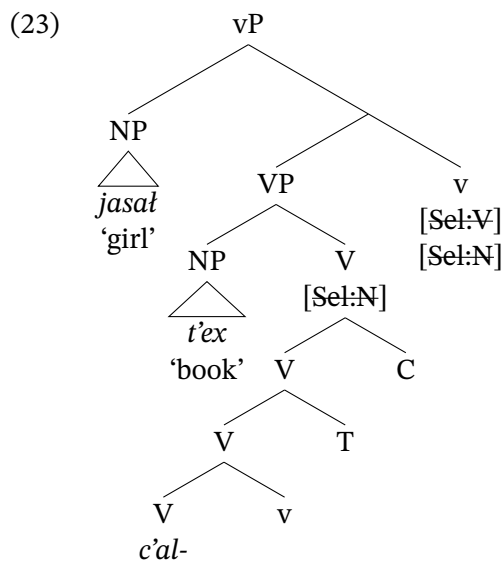 (23) vP
NP
jasał
‘girl’
VP v
[Sel:V]
[Sel:N]
NP V
t’ex [Sel:N]
‘book’ V C
V T
V v
c’al-